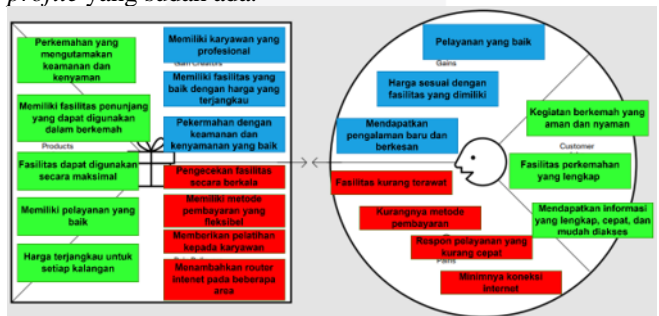 profile yang sudah ada.
Perkemahan yang
mengutamakan
keamanan dan
kenyaman
Memiliki fasilitas penunjang
yang dapat digunakan
dalam berkemah
Products
Fasilitas dapat digunakan
secara maksimal
Memiliki pelayanan yang
baik
Harga terjangkau untuk
setiap kalangan
Memiliki karyawan yang
profesional
Gain Creators
Memiliki fasilitas yang
baik dengan harga yang
terjangkau
Pekermahan dengan
keamanan dan
kenyamanan yang baik
Pengecekan fasilitas
secara berkala
Memiliki metode
pembayaran yang
fleksibel
Memberikan pelatihan
kepada karyawan
Menambahkan router
Intenet pada beberapa
area
Pelayanan yang baik
Gains
Harga sesuai dengan
fasilitas yang dimiliki
Mendapatkan
pengalaman baru dan
berkesan
Fasilitas kurang terawat
Kurangnya metode
pembayaran
Respon pelayanan yang
kurang cepat
Pains
Minimnya koneksi
internet
Kegiatan berkemah yang
aman dan nyaman
Customer
Fasilitas perkemahan
yang lengkap
Mendapatkan informasi
yang lengkap, cepat, dan
mudah diakses